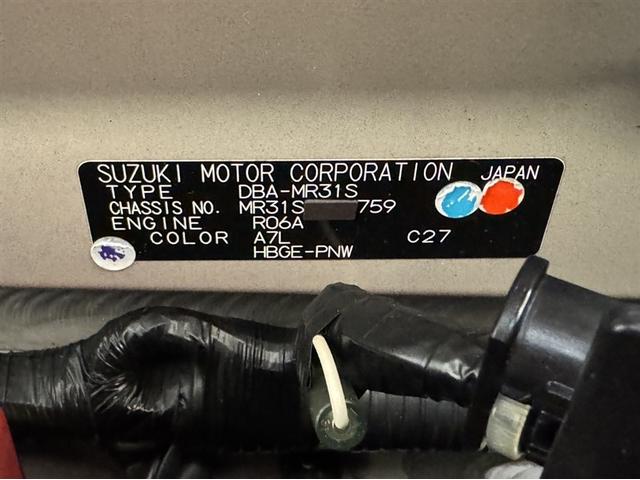 SUZUKI MOTOR CORPORATION JAPAN
TYPE DBA-MR31S
CHASSIS NO. MR31S 759
ENGINE R06A
COLOR A7L C27
HBGE-PNW